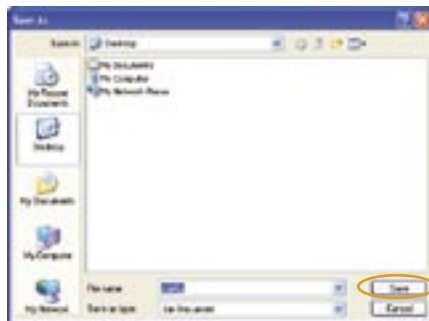 Save As
Save in: Desktop
My Documents
My Computer
My Network Places
My Recent
Documents
Desktop
My Documents
My Computer
My Network
File name:
Save as type:
Save
Cancel